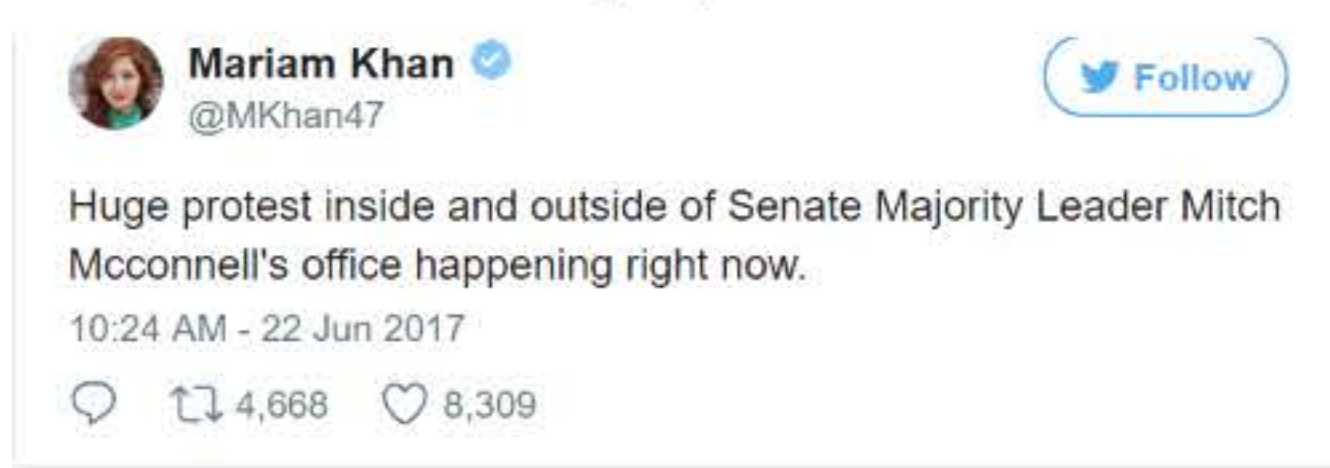 Mariam Khan
@MKhan47
Follow
Huge protest inside and outside of Senate Majority Leader Mitch
Mcconnell's office happening right now.
10:24 AM - 22 Jun 2017
4,668 8,309